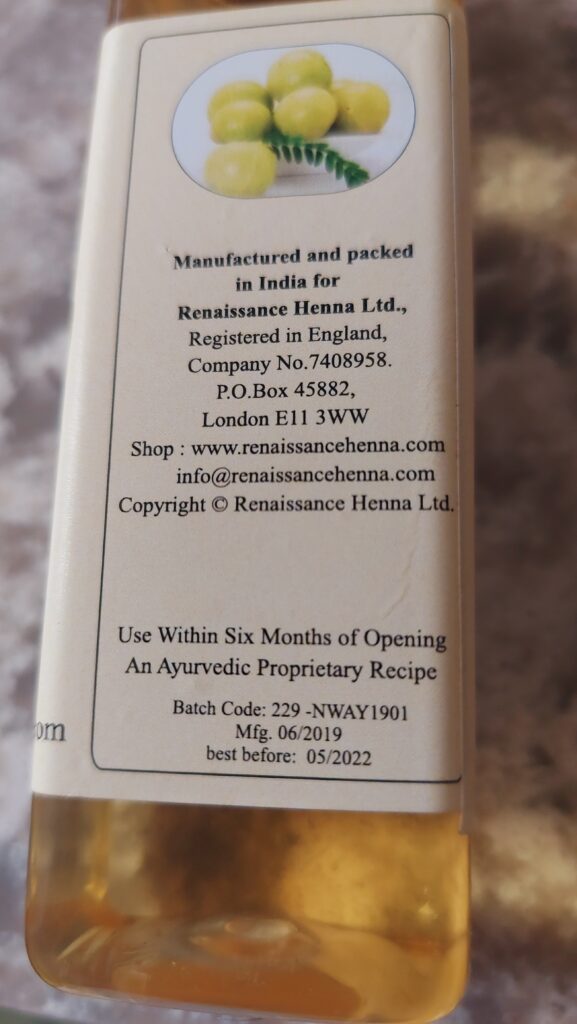 Manufactured and packed
in India for
Renaissance Henna Ltd.,
Registered in England,
Company No.7408958.
P.O.Box 45882,
London E11 3WW
Shop : www.renaissancehenna.com
info@renaissancehenna.com
Copyright © Renaissance Henna Ltd.
Use Within Six Months of Opening
An Ayurvedic Proprietary Recipe
Batch Code: 229 -NWAY1901
Mfg. 06/2019
best before: 05/2022